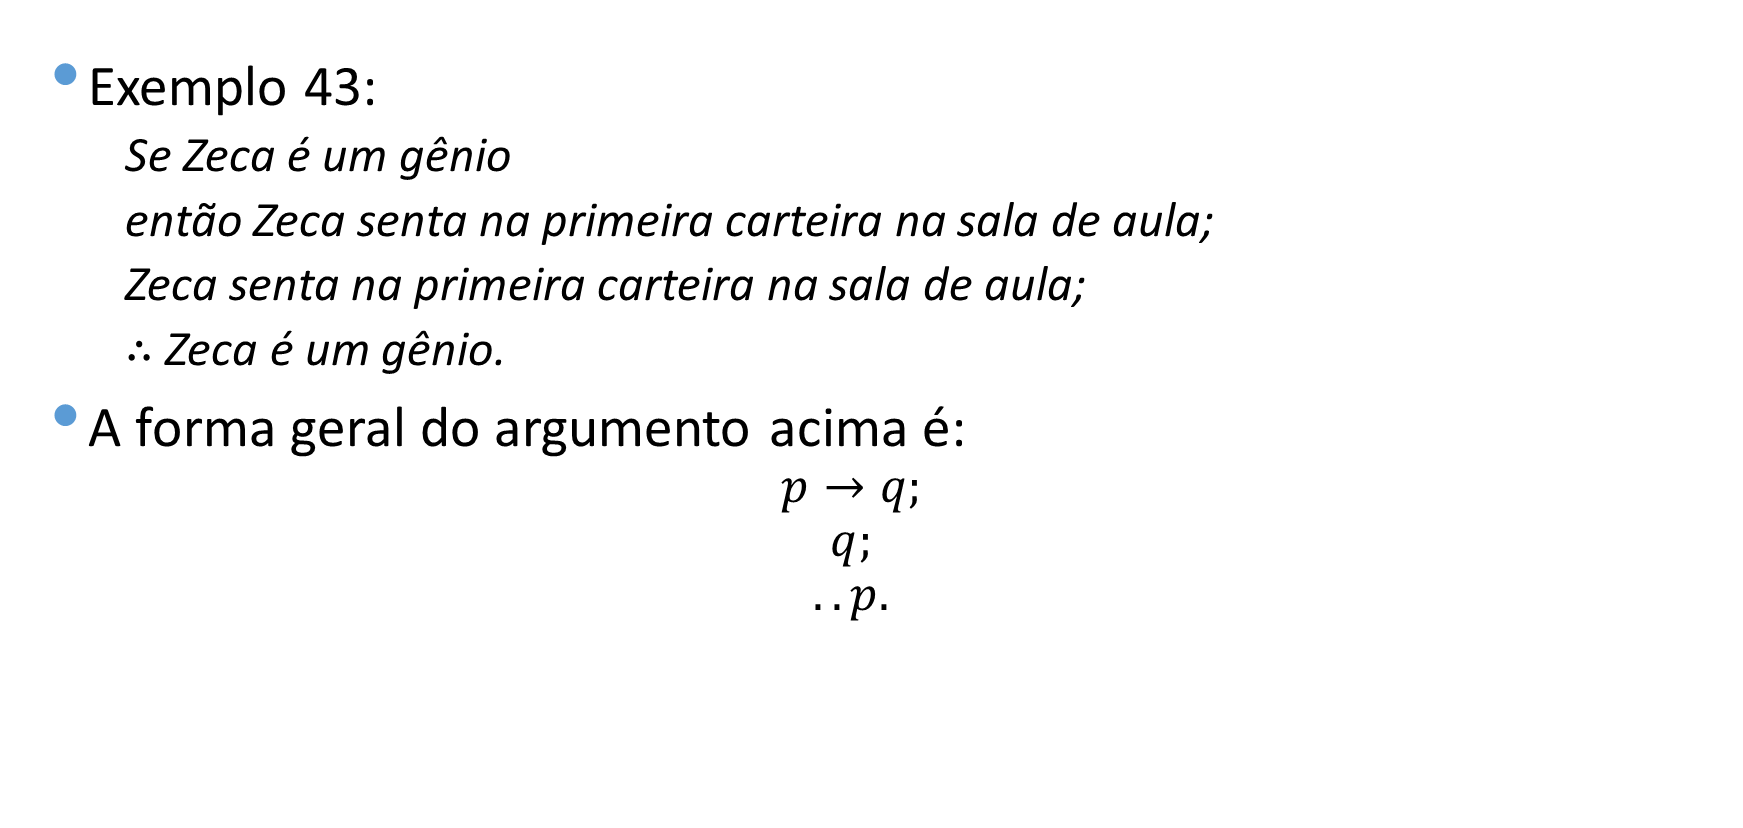 • Exemplo 43:
Se Zeca é um gênio
então Zeca senta na primeira carteira na sala de aula;
Zeca senta na primeira carteira na sala de aula;
∴ Zeca é um gênio.
• A forma geral do argumento acima é:
p → q;
q;
..p.